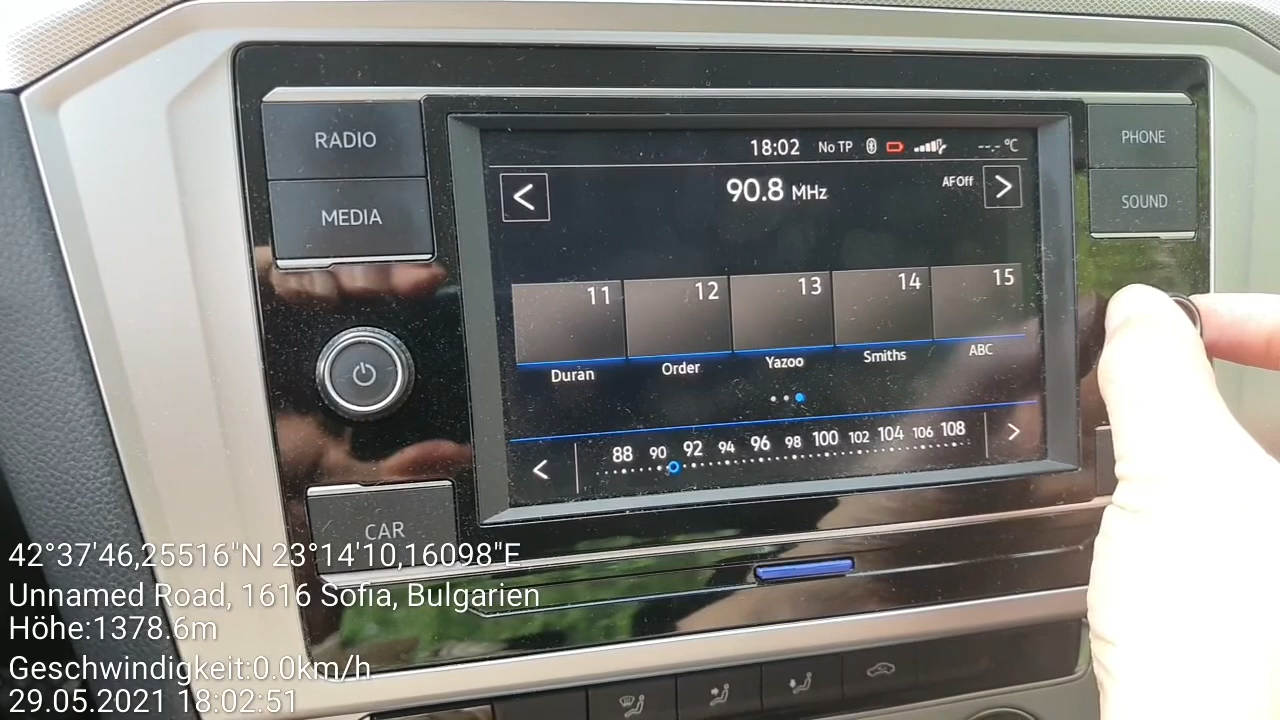 RADIO
MEDIA
PHONE
SOUND
CAR
18:02 No TP --.- °C
90.8 MHz
AF Off
<
>
11 12 13 14 15
Duran Order Yazoo Smiths ABC
< 88 90 92 94 96 98 100 102 104 106 108 >
42°37'46,25516"N 23°14'10,16098"E
Unnamed Road, 1616 Sofia, Bulgarien
Höhe:1378.6m
Geschwindigkeit:0.0km/h
29.05.2021 18:02:51